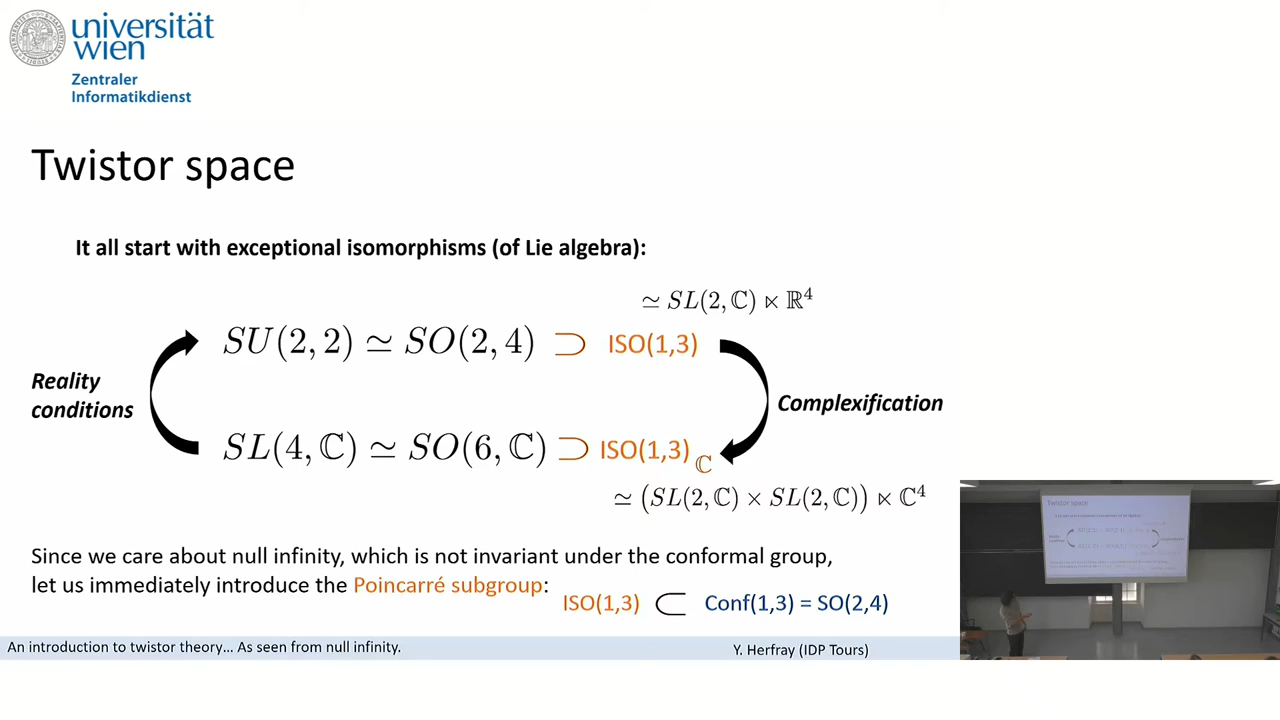 universität
wien
Zentraler
Informatikdienst
Twistor space
It all start with exceptional isomorphisms (of Lie algebra):
≃ SL(2, ℂ) ⋉ ℝ⁴
SU(2, 2) ≃ SO(2, 4) ⊃ ISO(1,3)
Reality
conditions
Complexification
SL(4, ℂ) ≃ SO(6, ℂ) ⊃ ISO(1,3)_ℂ
≃ (SL(2, ℂ) × SL(2, ℂ)) ⋉ ℂ⁴
Since we care about null infinity, which is not invariant under the conformal group,
let us immediately introduce the Poincarré subgroup:
ISO(1,3) ⊂ Conf(1,3) = SO(2,4)
An introduction to twistor theory... As seen from null infinity.
Y. Herfray (IDP Tours)
Twistor space